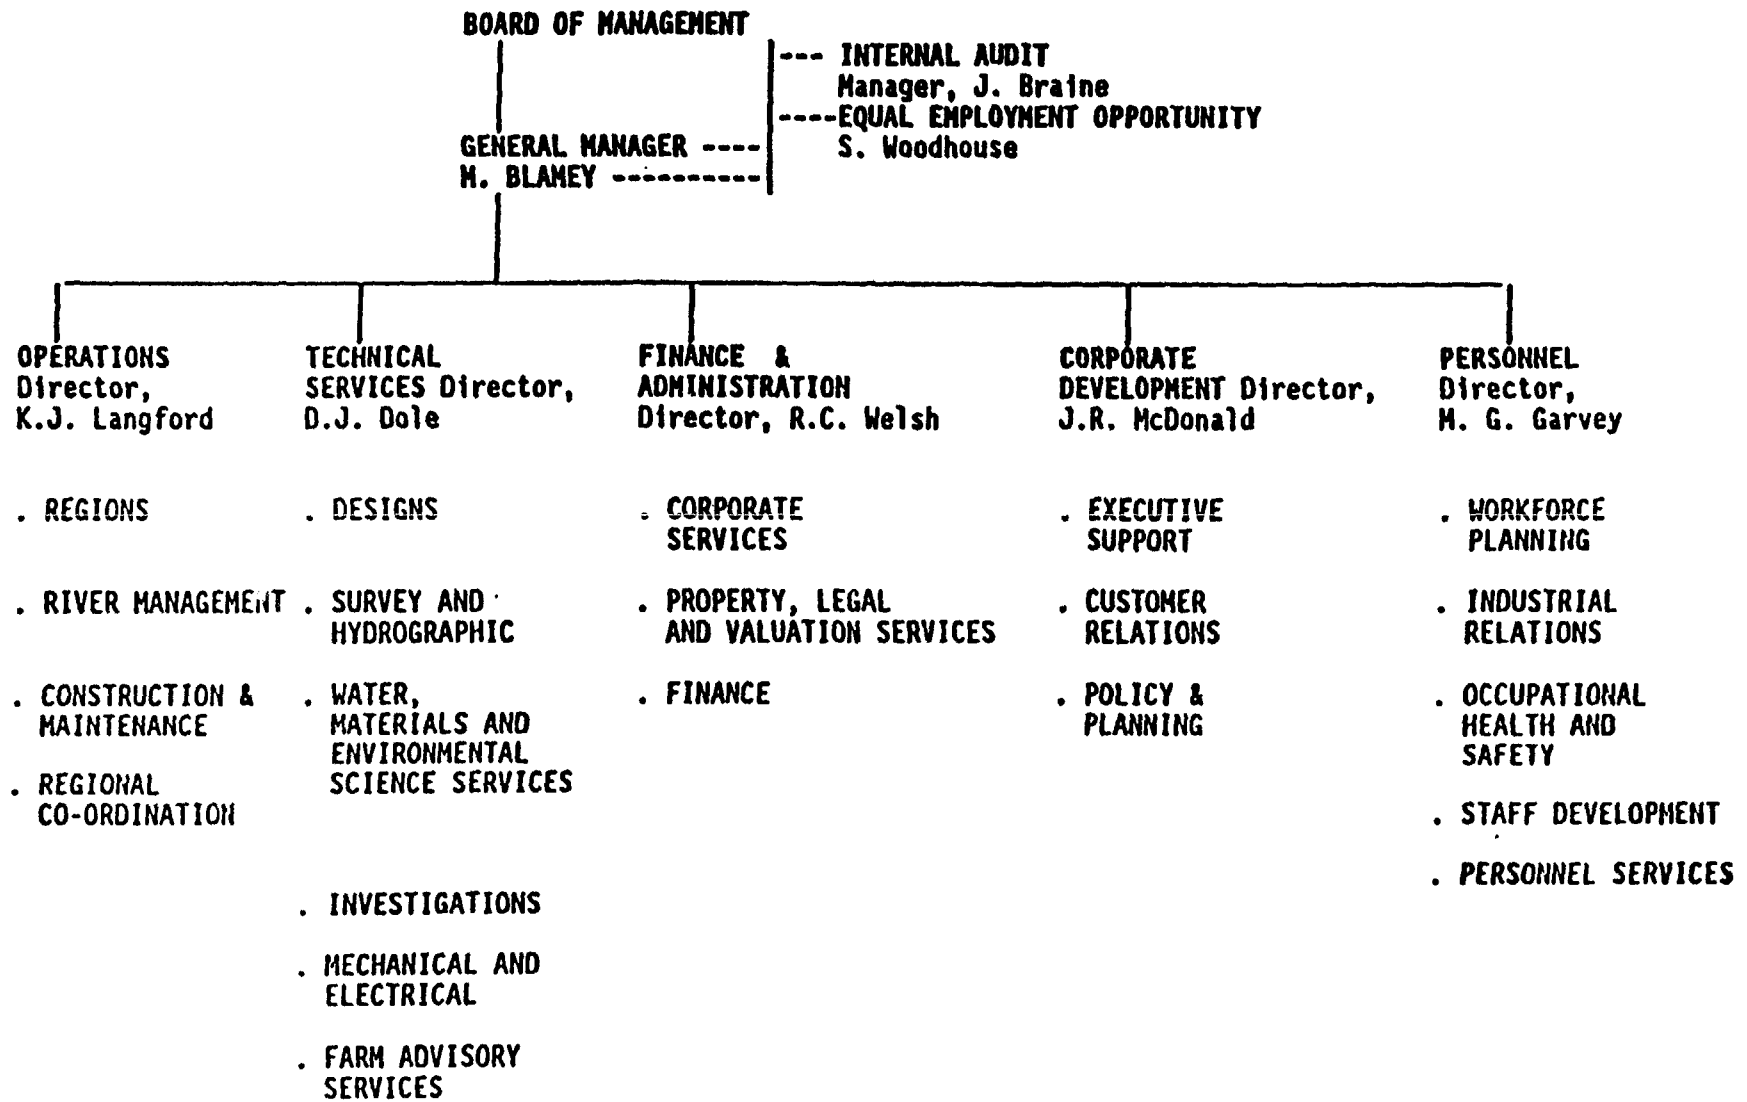 BOARD OF MANAGEMENT
--- INTERNAL AUDIT
Manager, J. Braine
----EQUAL EMPLOYMENT OPPORTUNITY
S. Woodhouse
GENERAL MANAGER ----
M. BLAMEY ----------
OPERATIONS
Director,
K.J. Langford
TECHNICAL
SERVICES Director,
D.J. Dole
FINANCE &
ADMINISTRATION
Director, R.C. Welsh
CORPORATE
DEVELOPMENT Director,
J.R. McDonald
PERSONNEL
Director,
M. G. Garvey
. REGIONS
. RIVER MANAGEMENT
. CONSTRUCTION &
MAINTENANCE
. REGIONAL
CO-ORDINATION
. DESIGNS
. SURVEY AND
HYDROGRAPHIC
. WATER,
MATERIALS AND
ENVIRONMENTAL
SCIENCE SERVICES
. INVESTIGATIONS
. MECHANICAL AND
ELECTRICAL
. FARM ADVISORY
SERVICES
. CORPORATE
SERVICES
. PROPERTY, LEGAL
AND VALUATION SERVICES
. FINANCE
. EXECUTIVE
SUPPORT
. CUSTOMER
RELATIONS
. POLICY &
PLANNING
. WORKFORCE
PLANNING
. INDUSTRIAL
RELATIONS
. OCCUPATIONAL
HEALTH AND
SAFETY
. STAFF DEVELOPMENT
. PERSONNEL SERVICES